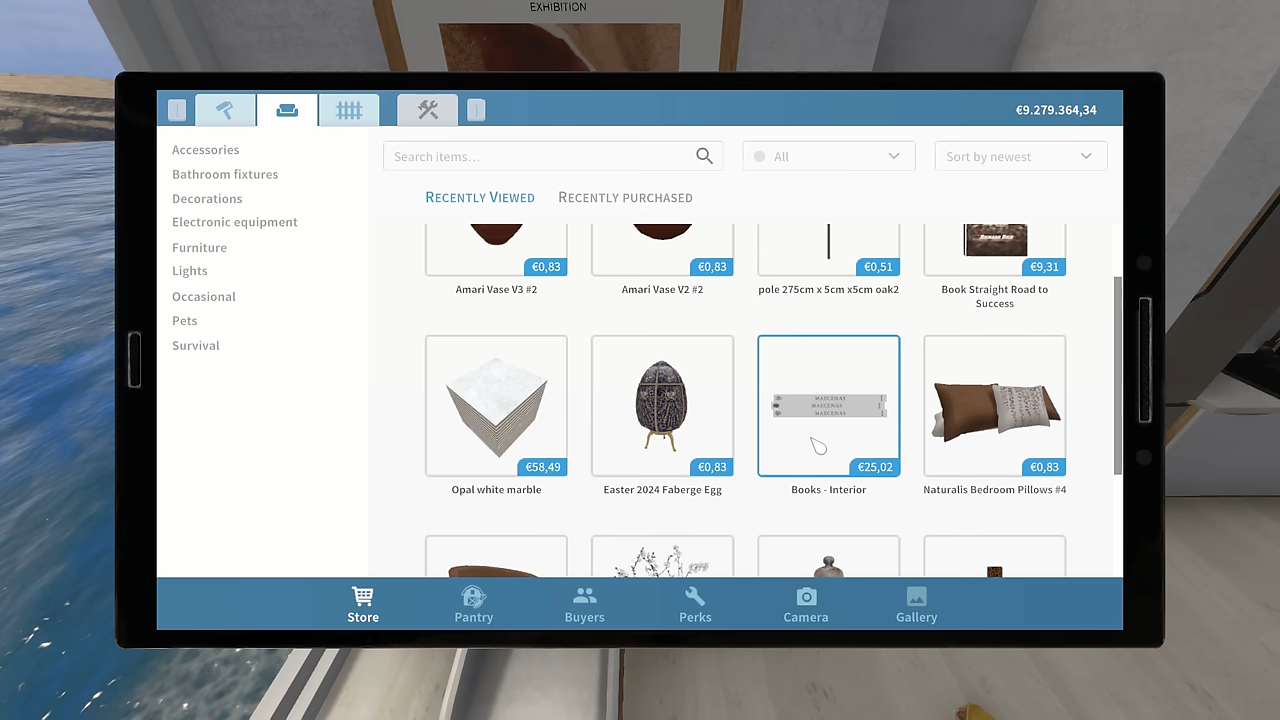 EXHIBITION
€9.279.364,34
Accessories
Bathroom fixtures
Decorations
Electronic equipment
Furniture
Lights
Occasional
Pets
Survival
Search items...
All
Sort by newest
RECENTLY VIEWED
RECENTLY PURCHASED
€0,83
€0,83
€0,51
€9,31
Amari Vase V3 #2
Amari Vase V2 #2
pole 275cm x 5cm x5cm oak2
Book Straight Road to
Success
MAECENAS
MAECENAS
MAECENAS
€58,49
€0,83
€25,02
€0,83
Opal white marble
Easter 2024 Faberge Egg
Books - Interior
Naturalis Bedroom Pillows #4
Store
Pantry
Buyers
Perks
Camera
Gallery